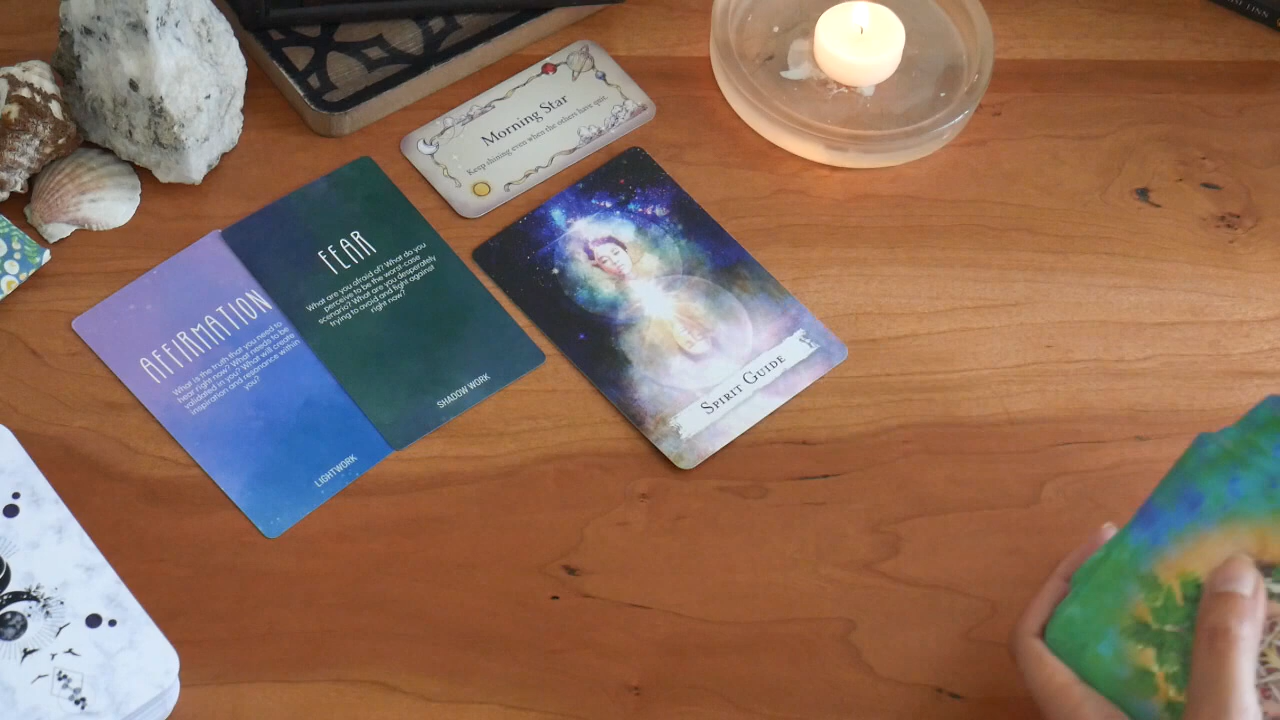 Morning Star
Keep shining even when the others have quit.
FEAR
What are you afraid of? What do you
perceive to be the worst-case
scenario? What are you desperately
trying to avoid and fight against
right now?
SHADOW WORK
AFFIRMATION
What is the truth that you need to
hear right now? What needs to be
validated in you? What will create
inspiration and resonance within
you?
LIGHTWORK
SPIRIT GUIDE
LINN